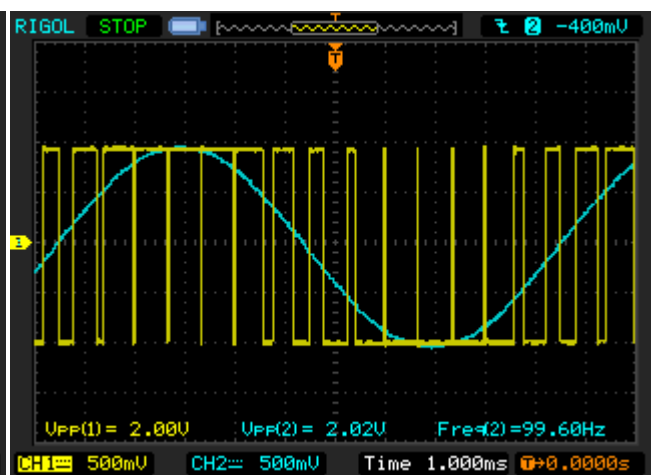 RIGOL STOP T 2 -400mV
T
1
Vpp(1)= 2.00V Vpp(2)= 2.02V Freq(2)=99.60Hz
CH1 500mV CH2 500mV Time 1.000ms T→0.0000s